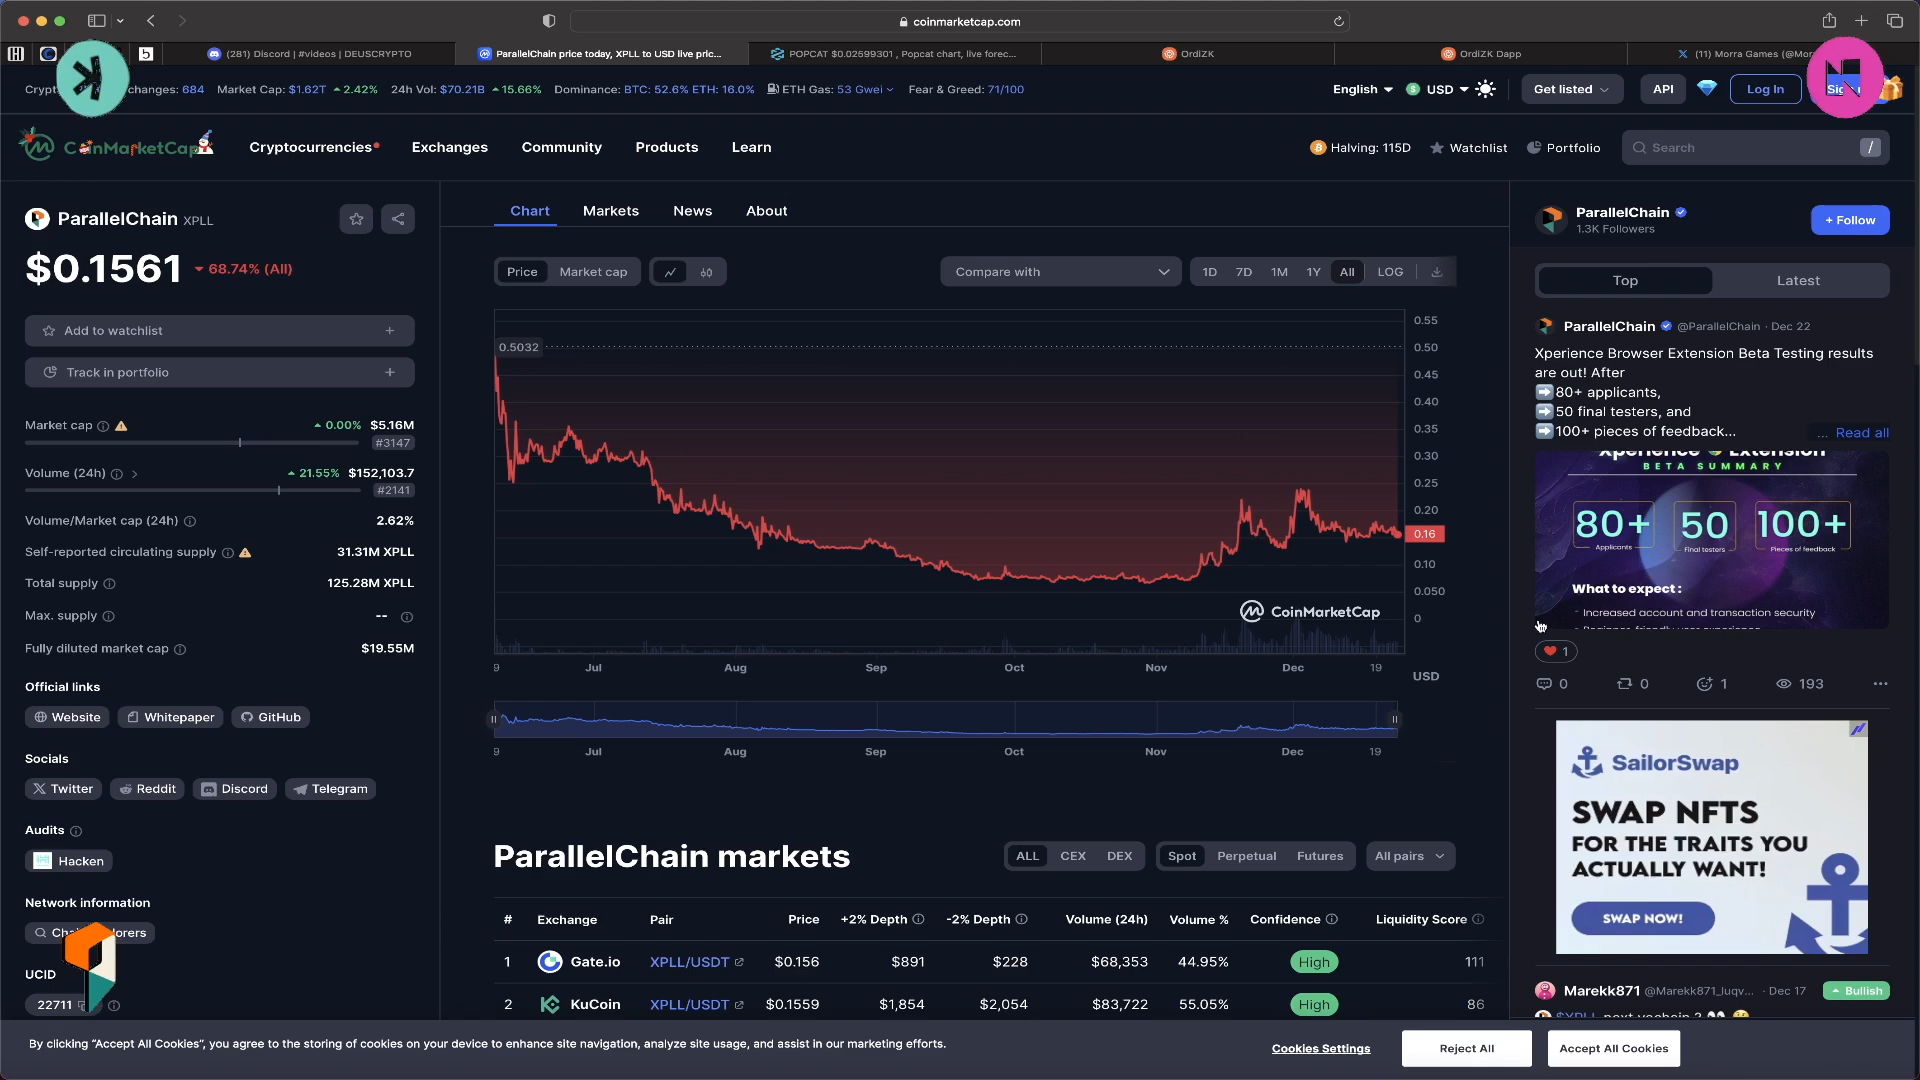 coinmarketcap.com
(281) Discord | #videos | DEUSCRYPTO
ParallelChain price today, XPLL to USD live pric...
POPCAT $0.02599301 , Popcat chart, live forec...
OrdiZK
OrdiZK Dapp
(11) Morra Games (@Mor
Crypt
changes: 684
Market Cap: $1.62T 2.42%
24h Vol: $70.21B 15.66%
Dominance: BTC: 52.6% ETH: 16.0%
ETH Gas: 53 Gwei
Fear & Greed: 71/100
English
USD
Get listed
API
Log In
CoinMarketCap
Cryptocurrencies
Exchanges
Community
Products
Learn
Halving: 115D
Watchlist
Portfolio
Search
/
ParallelChain XPLL
$0.1561 68.74% (All)
Add to watchlist +
Track in portfolio +
Market cap 0.00% $5.16M
#3147
Volume (24h) 21.55% $152,103.7
#2141
Volume/Market cap (24h) 2.62%
Self-reported circulating supply 31.31M XPLL
Total supply 125.28M XPLL
Max. supply --
Fully diluted market cap $19.55M
Official links
Website Whitepaper GitHub
Socials
Twitter Reddit Discord Telegram
Audits
Hacken
Network information
Ch orers
UCID
22711
Chart Markets News About
Price Market cap
Compare with
1D 7D 1M 1Y All LOG
0.5032
0.55
0.50
0.45
0.40
0.35
0.30
0.25
0.20
0.16
0.10
0.050
0
CoinMarketCap
9 Jul Aug Sep Oct Nov Dec 19
USD
9 Jul Aug Sep Oct Nov Dec 19
ParallelChain markets
ALL CEX DEX
Spot Perpetual Futures
All pairs
# Exchange Pair Price +2% Depth -2% Depth Volume (24h) Volume % Confidence Liquidity Score
1 Gate.io XPLL/USDT $0.156 $891 $228 $68,353 44.95% High 111
2 KuCoin XPLL/USDT $0.1559 $1,854 $2,054 $83,722 55.05% High 86
ParallelChain
1.3K Followers
+ Follow
Top Latest
ParallelChain @ParallelChain · Dec 22
Xperience Browser Extension Beta Testing results
are out! After
80+ applicants,
50 final testers, and
100+ pieces of feedback...
... Read all
Xperience Extension
BETA SUMMARY
80+ 50 100+
Applicants Final testers Pieces of feedback
What to expect :
- Increased account and transaction security
1
0 0 1 193
SailorSwap
SWAP NFTS
FOR THE TRAITS YOU
ACTUALLY WANT!
SWAP NOW!
Marekk871 @Marekk871_luqv... · Dec 17
Bullish
By clicking “Accept All Cookies”, you agree to the storing of cookies on your device to enhance site navigation, analyze site usage, and assist in our marketing efforts.
Cookies Settings
Reject All
Accept All Cookies